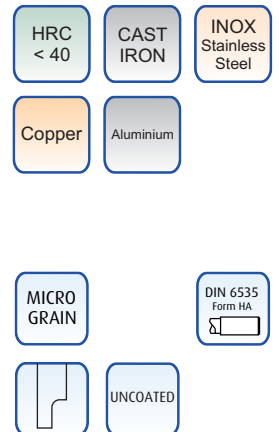 HRC
< 40
CAST
IRON
INOX
Stainless
Steel
Copper
Aluminium
MICRO
GRAIN
DIN 6535
Form HA
UNCOATED